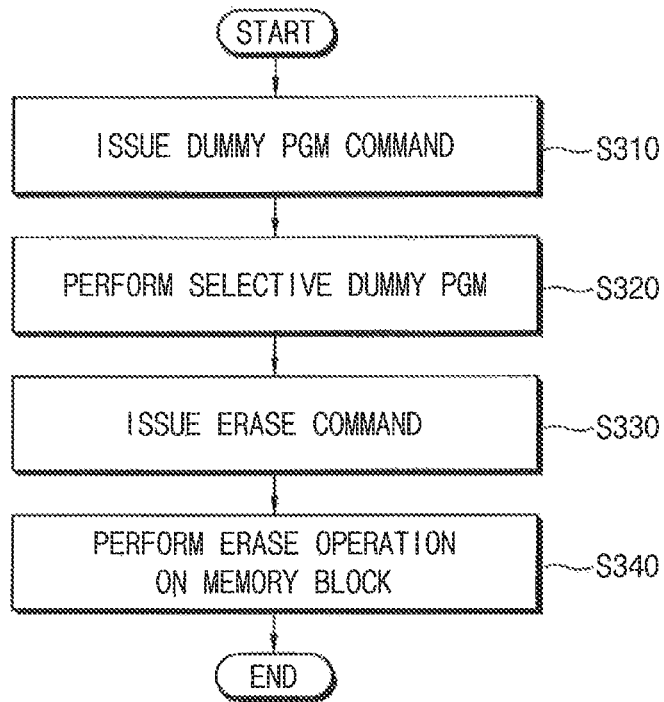 START
ISSUE DUMMY PGM COMMAND
S310
PERFORM SELECTIVE DUMMY PGM
S320
ISSUE ERASE COMMAND
S330
PERFORM ERASE OPERATION
ON MEMORY BLOCK
S340
END